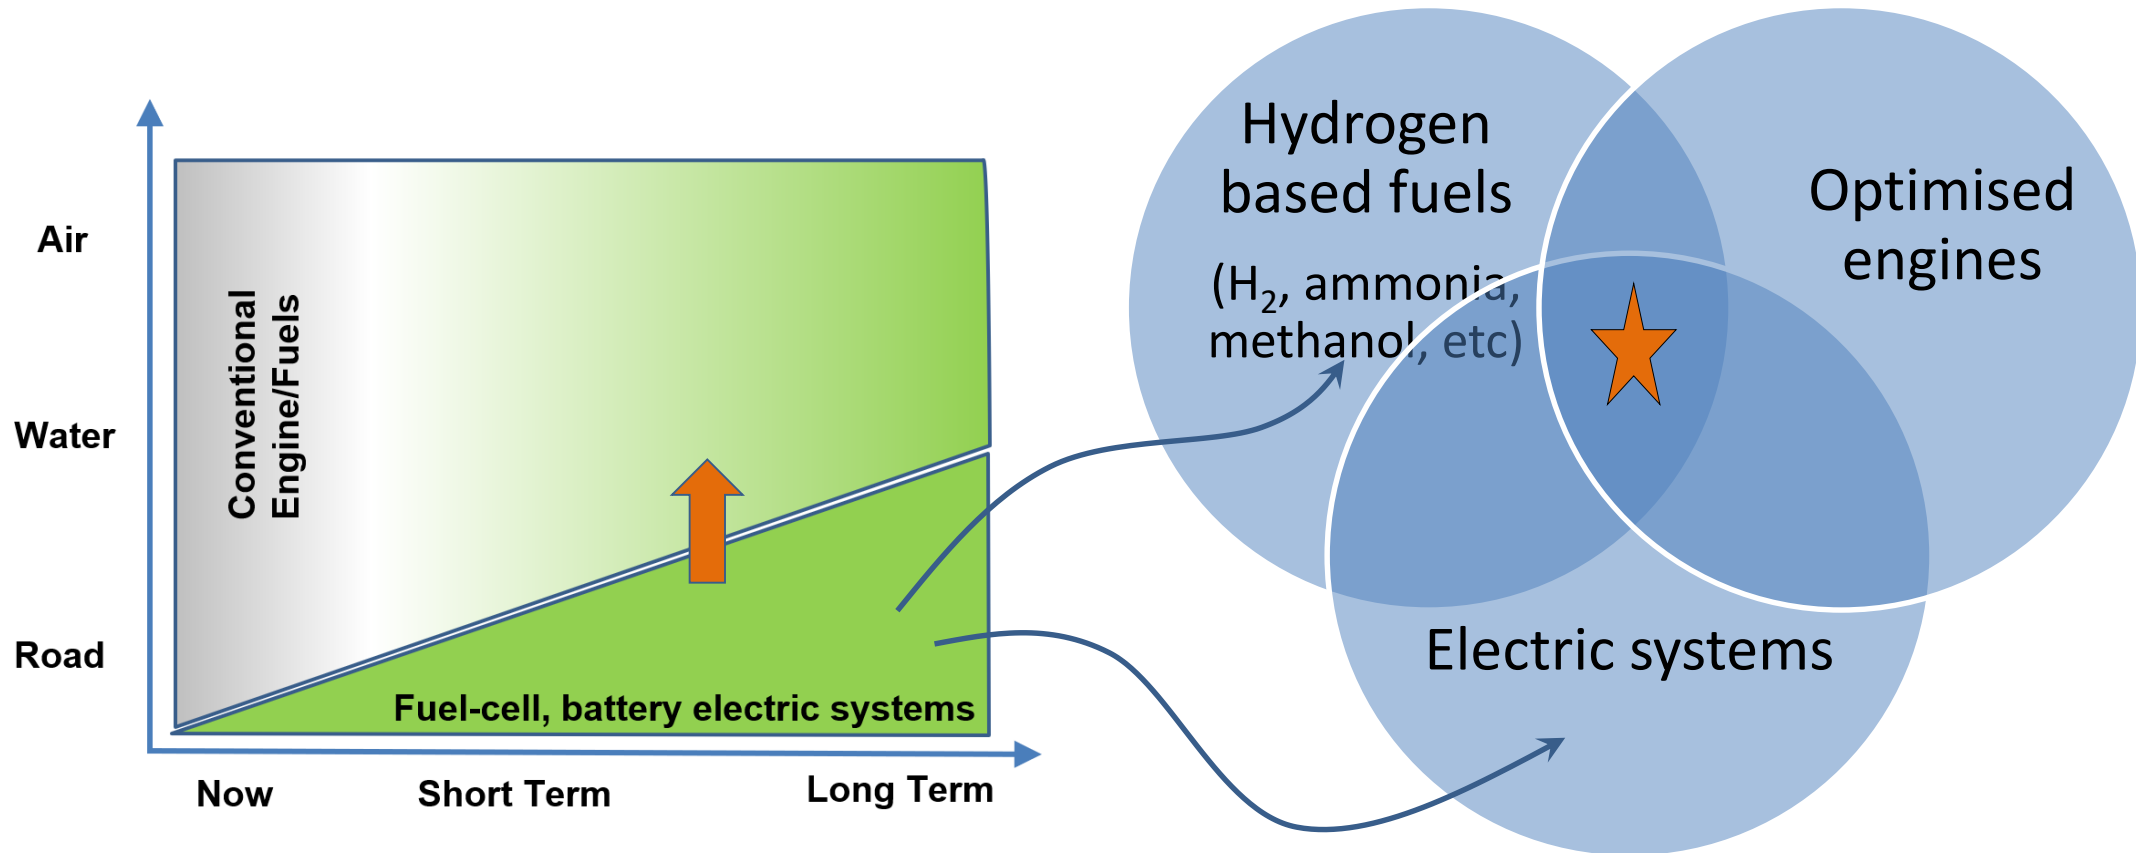 Air
Water
Road
Conventional
Engine/Fuels
Fuel-cell, battery electric systems
Now
Short Term
Long Term
Hydrogen
based fuels
(H₂, ammonia,
methanol, etc)
Optimised
engines
Electric systems